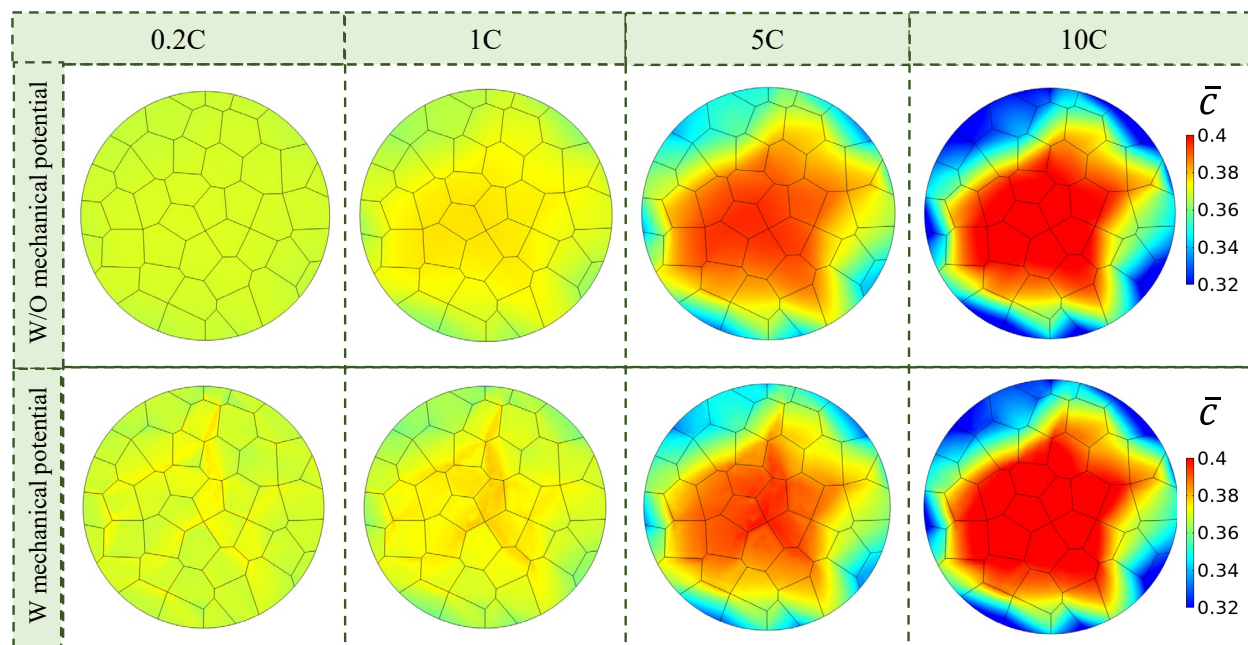 0.2C
1C
5C
10C
W/O mechanical potential
c̄
0.4
0.38
0.36
0.34
0.32
W mechanical potential
c̄
0.4
0.38
0.36
0.34
0.32